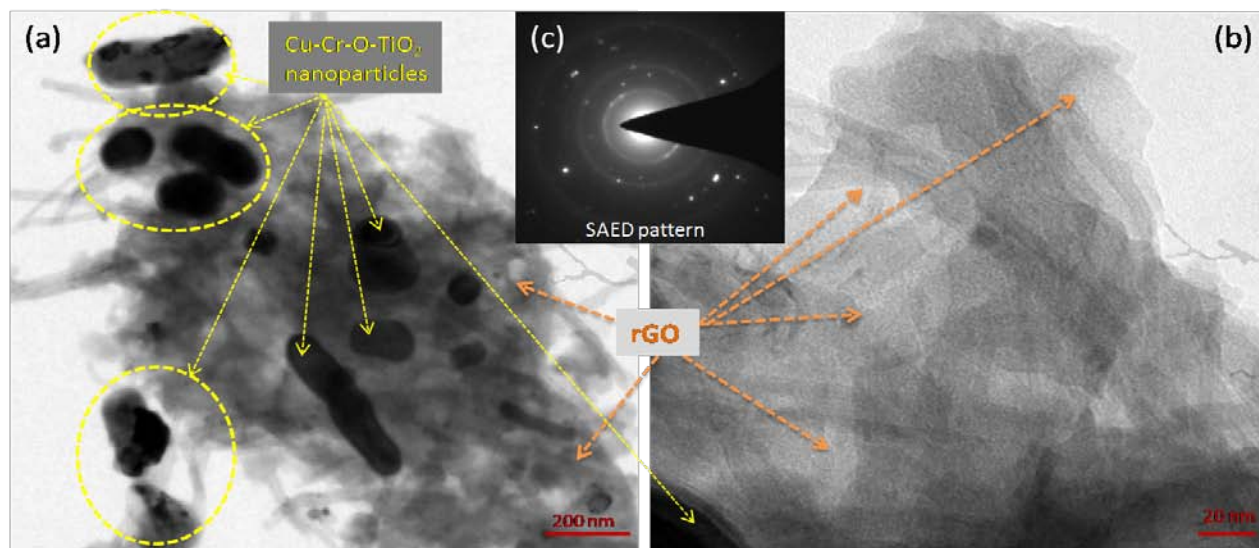 (a)
Cu-Cr-O-TiO₂
nanoparticles
(c)
SAED pattern
(b)
rGO
200 nm
20 nm